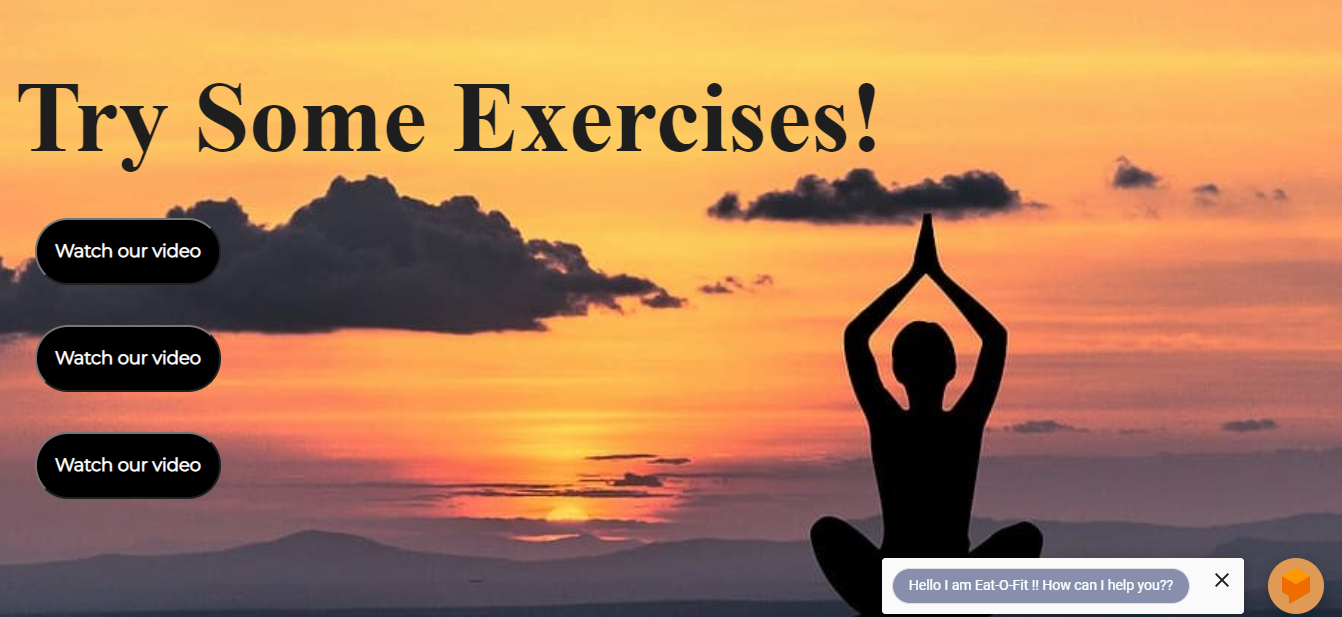 Try Some Exercises!
Watch our video
Watch our video
Watch our video
Hello I am Eat-O-Fit !! How can I help you??